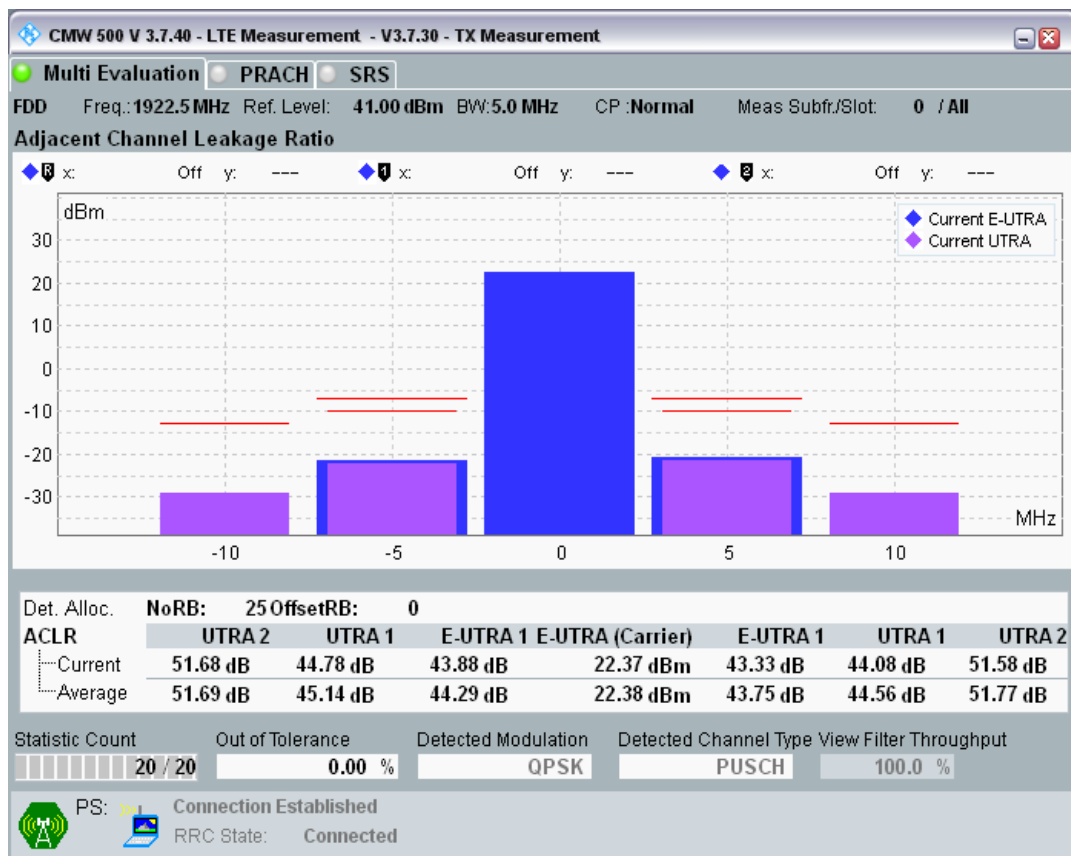 CMW 500 V 3.7.40 - LTE Measurement - V3.7.30 - TX Measurement
Multi Evaluation PRACH SRS
FDD Freq.:1922.5 MHz Ref. Level: 41.00 dBm BW:5.0 MHz CP :Normal Meas Subfr./Slot: 0 / All
Adjacent Channel Leakage Ratio
R x: Off y: --- 1 x: Off y: --- 2 x: Off y: ---
dBm
Current E-UTRA
Current UTRA
30
20
10
0
-10
-20
-30
MHz
-10 -5 0 5 10
Det. Alloc. NoRB: 25 OffsetRB: 0
ACLR UTRA 2 UTRA 1 E-UTRA 1 E-UTRA (Carrier) E-UTRA 1 UTRA 1 UTRA 2
Current 51.68 dB 44.78 dB 43.88 dB 22.37 dBm 43.33 dB 44.08 dB 51.58 dB
Average 51.69 dB 45.14 dB 44.29 dB 22.38 dBm 43.75 dB 44.56 dB 51.77 dB
Statistic Count Out of Tolerance Detected Modulation Detected Channel Type View Filter Throughput
20 / 20 0.00 % QPSK PUSCH 100.0 %
PS: Connection Established
RRC State: Connected